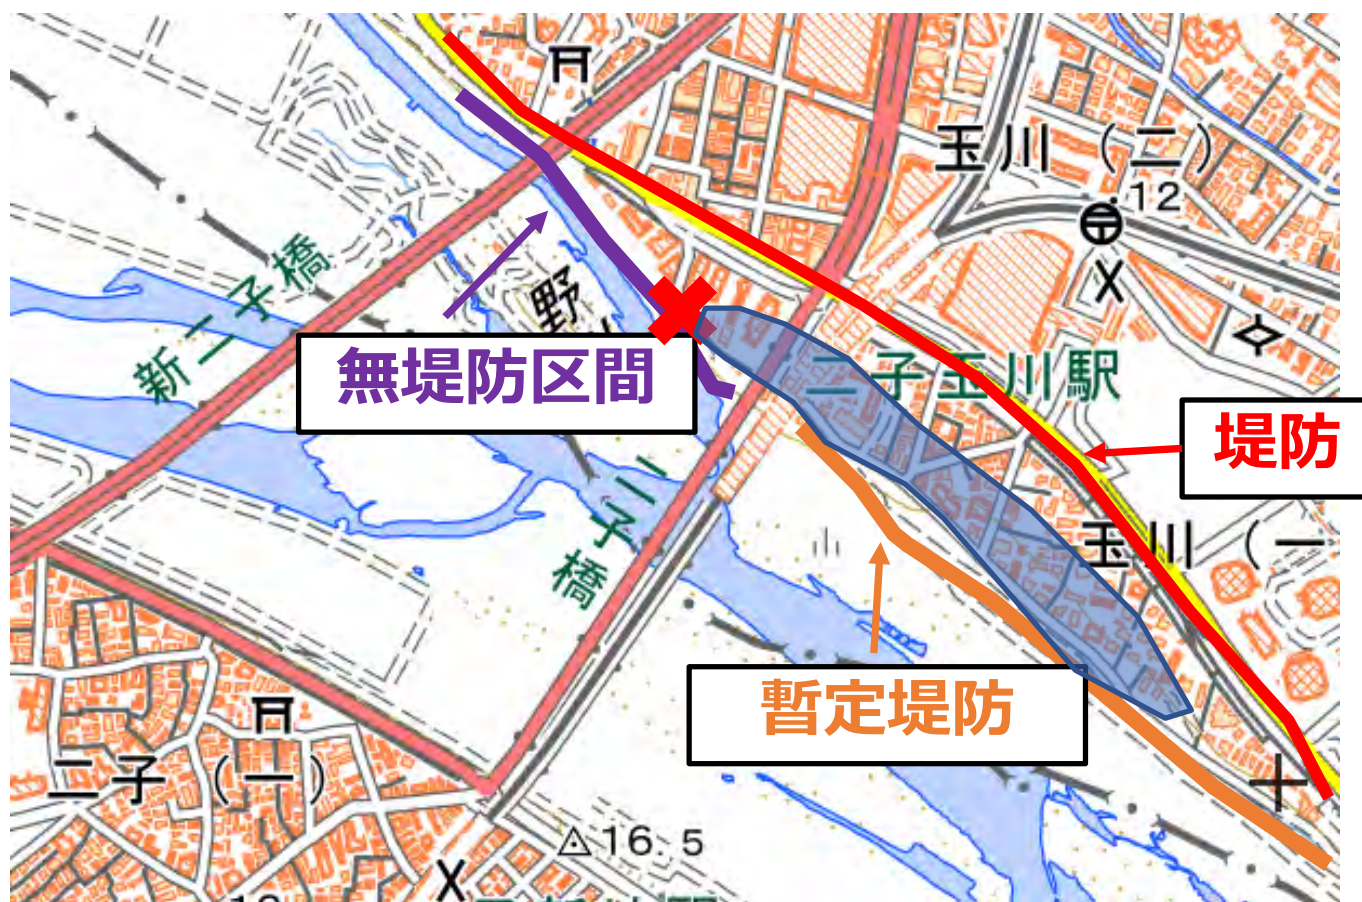 玉川(二)
12
新二子橋
野
無堤防区間
二子玉川駅
堤防
二子橋
玉川(一
暫定堤防
二子(一)
16.5